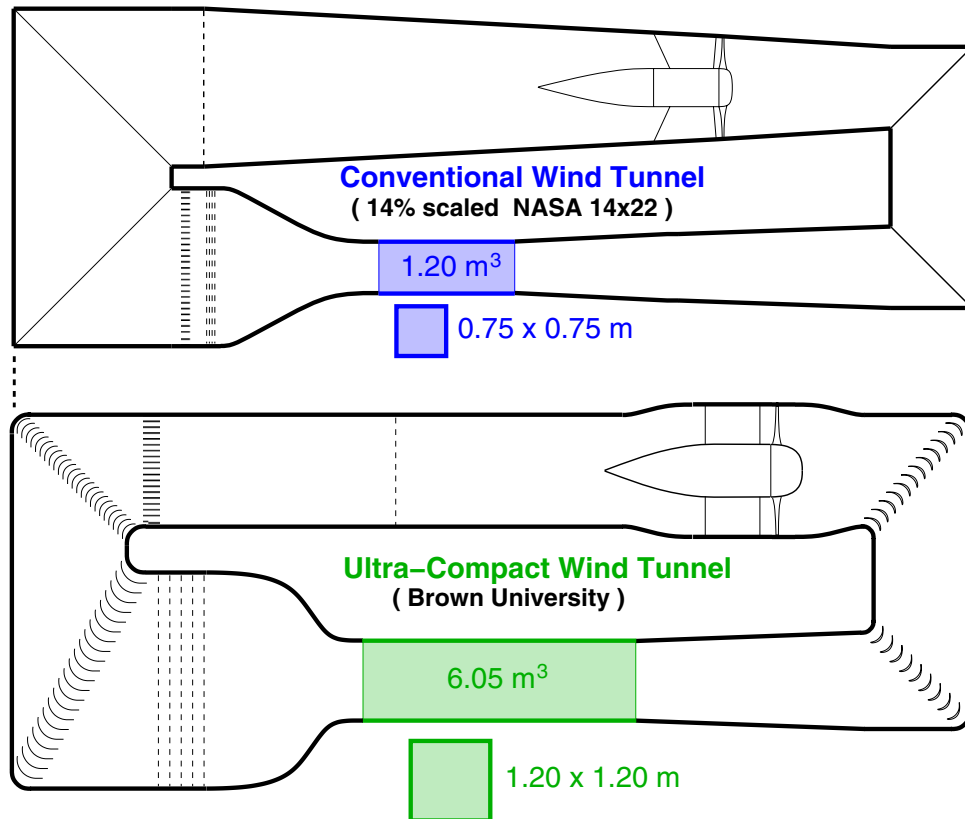 Conventional Wind Tunnel
( 14% scaled NASA 14x22 )
1.20 m³
0.75 x 0.75 m
Ultra−Compact Wind Tunnel
( Brown University )
6.05 m³
1.20 x 1.20 m